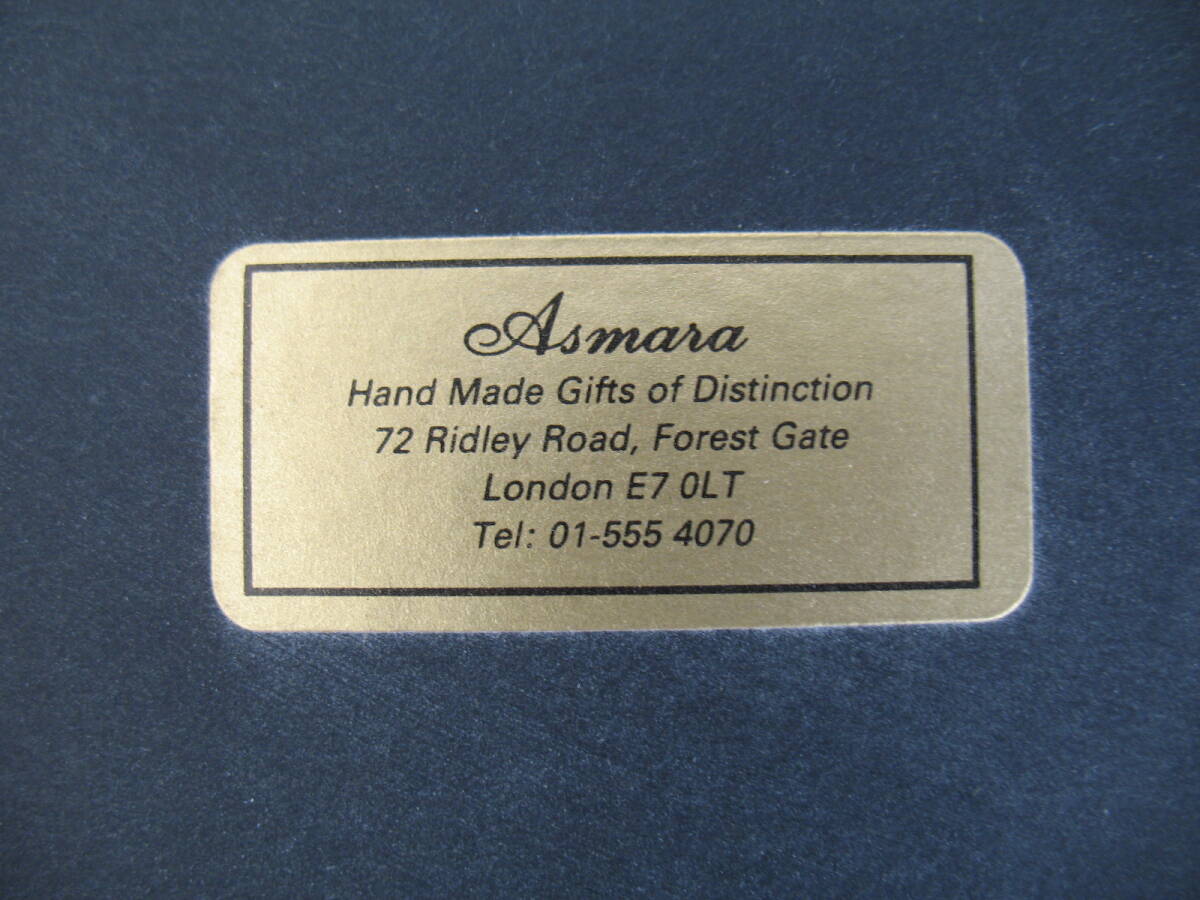 Asmara
Hand Made Gifts of Distinction
72 Ridley Road, Forest Gate
London E7 0LT
Tel: 01-555 4070